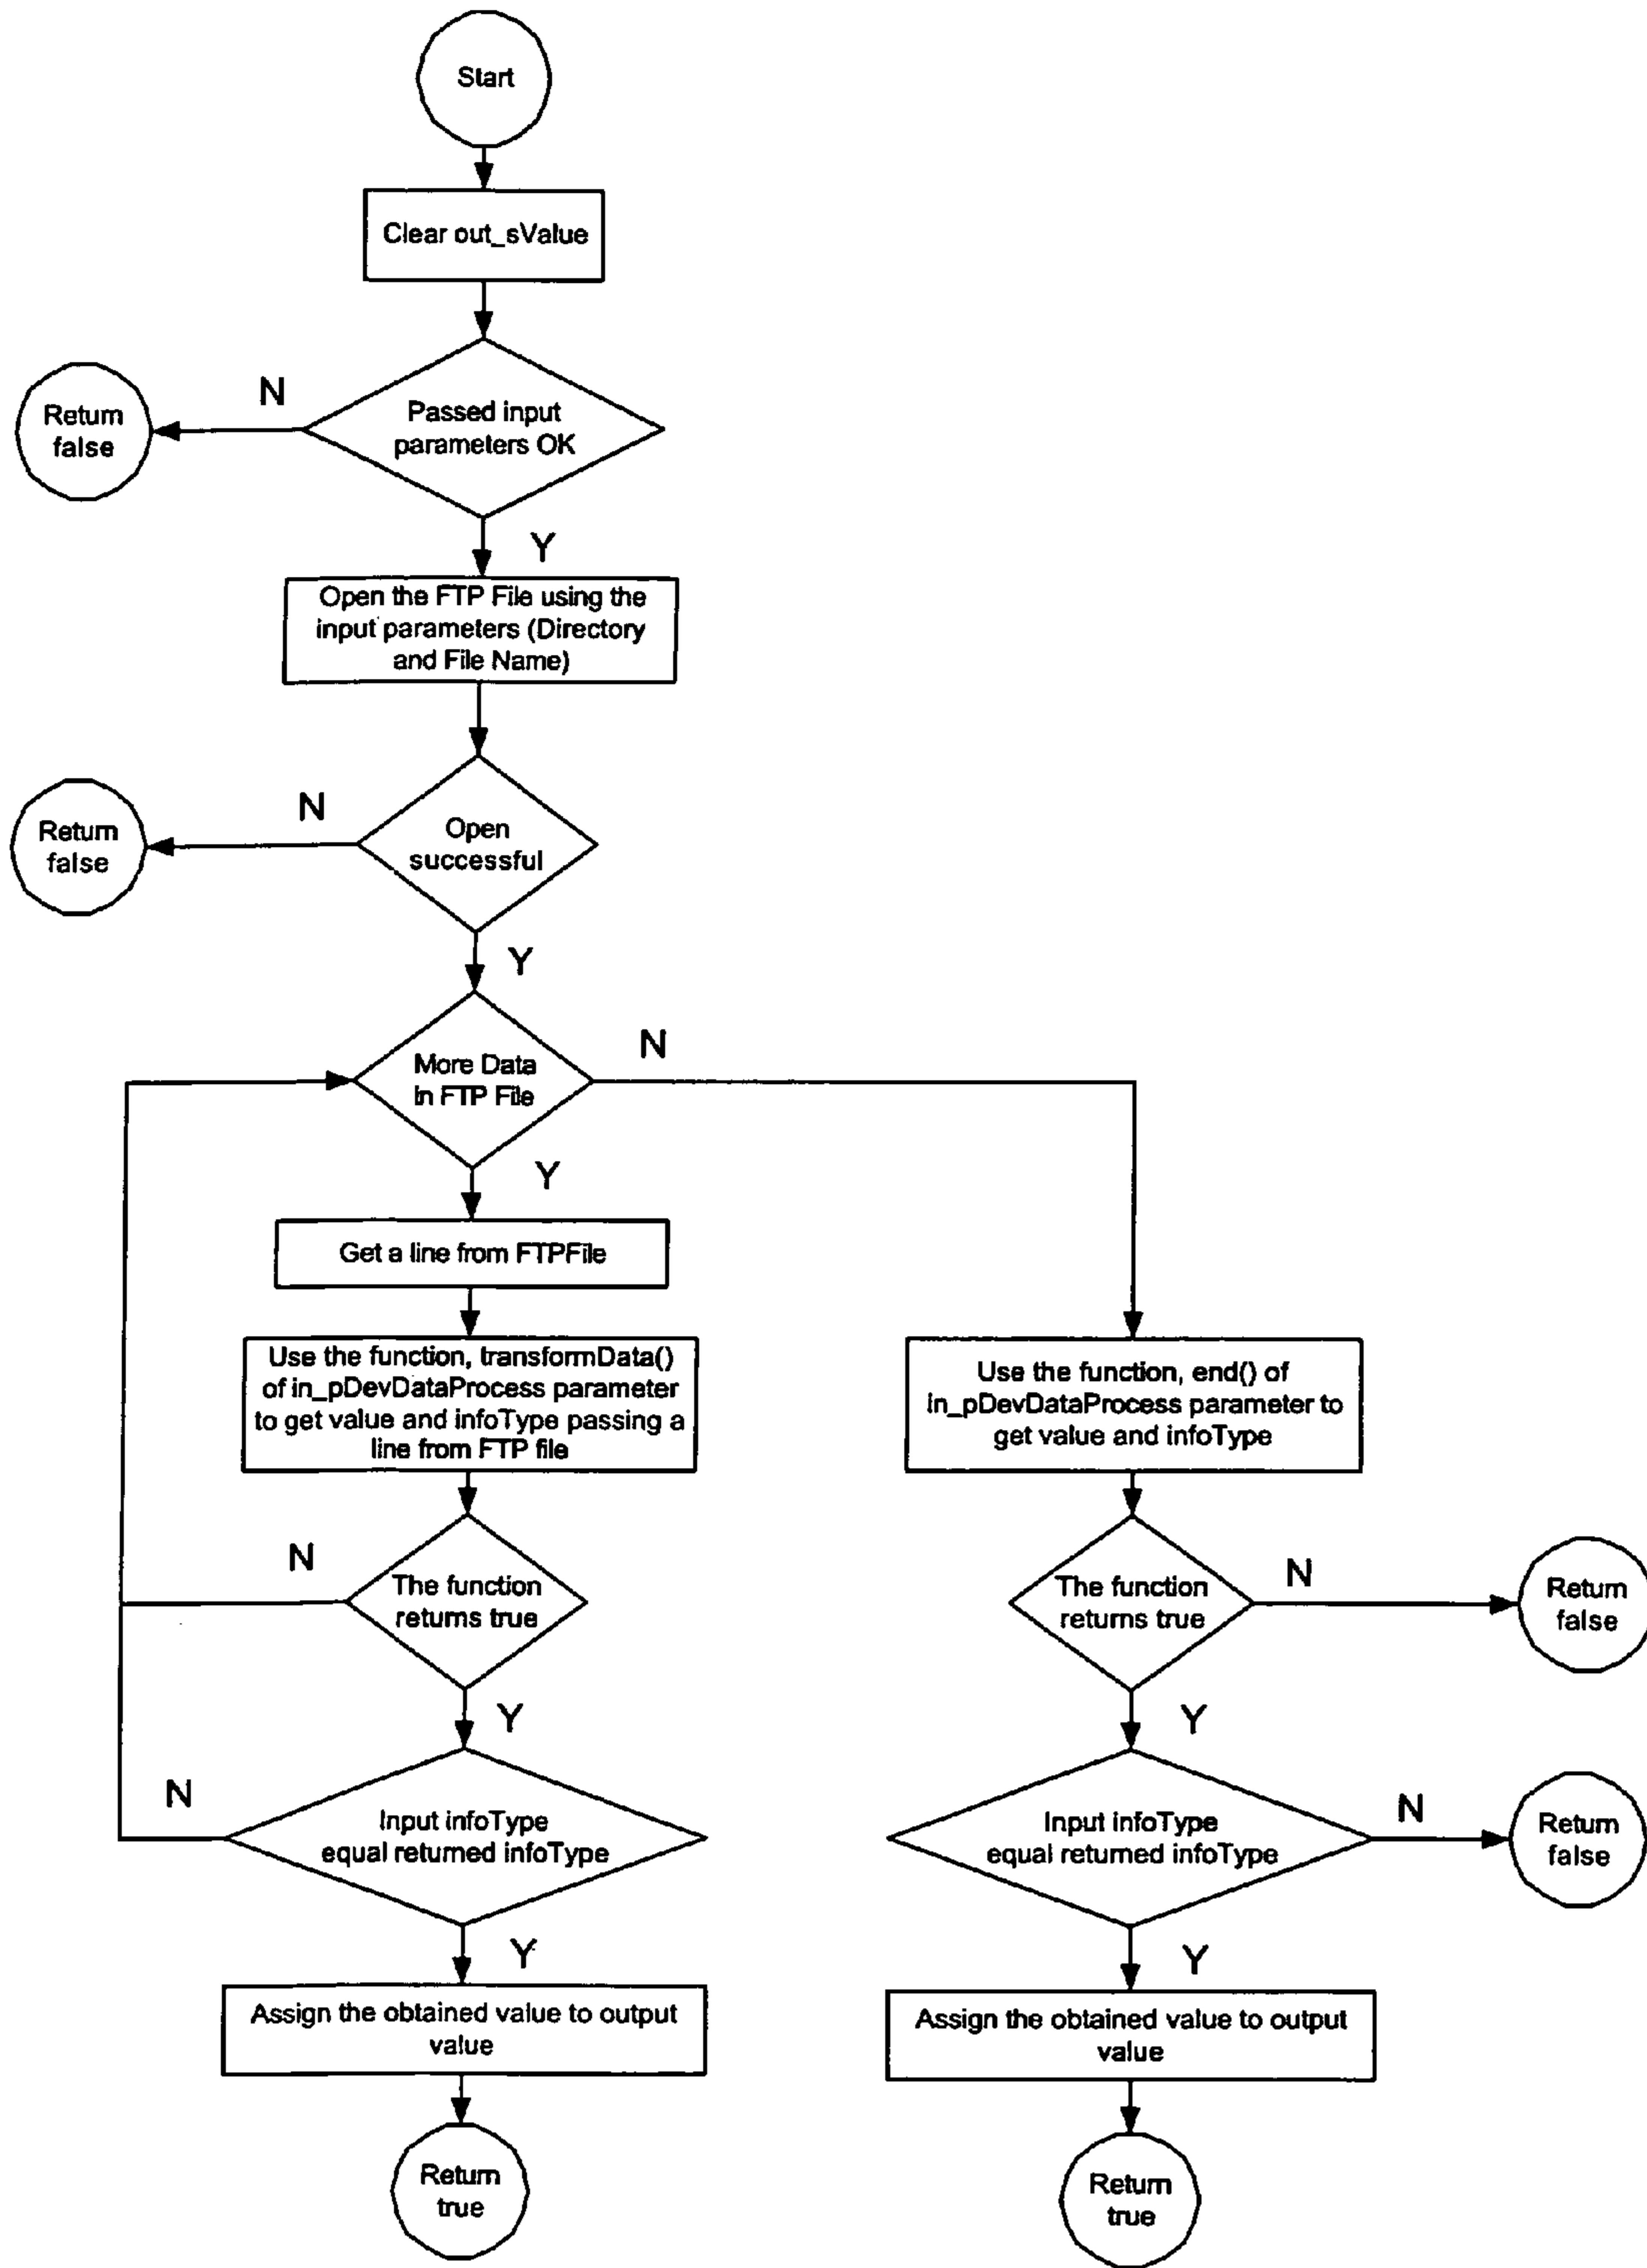 Start
Clear out_sValue
N
Passed input
parameters OK
Return
false
Y
Open the FTP File using the
input parameters (Directory
and File Name)
N
Open
successful
Return
false
Y
More Data
in FTP File
N
Y
Get a line from FTPFile
Use the function, transformData()
of in_pDevDataProcess parameter
to get value and infoType passing a
line from FTP file
Use the function, end() of
in_pDevDataProcess parameter to
get value and infoType
N
The function
returns true
The function
returns true
N
Return
false
Y
Y
N
Input infoType
equal returned infoType
Input infoType
equal returned infoType
N
Return
false
Y
Y
Assign the obtained value to output
value
Assign the obtained value to output
value
Return
true
Return
true